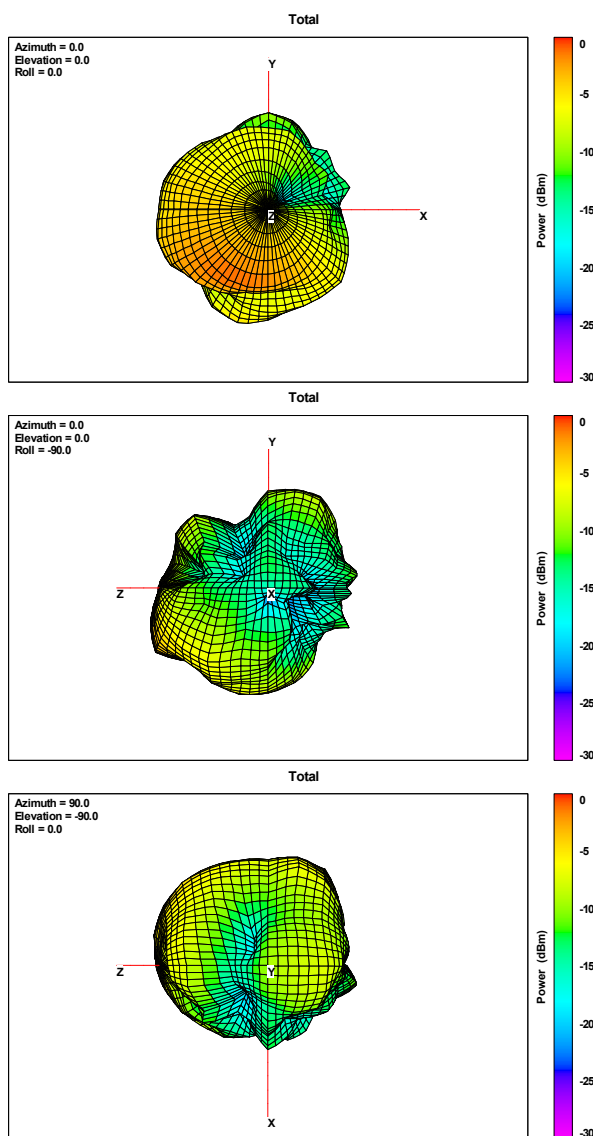 Total
Azimuth = 0.0
Elevation = 0.0
Roll = 0.0
Y
Z
X
0
-5
-10
-15
-20
-25
-30
Power (dBm)
Total
Azimuth = 0.0
Elevation = 0.0
Roll = -90.0
Y
Z
X
0
-5
-10
-15
-20
-25
-30
Power (dBm)
Total
Azimuth = 90.0
Elevation = -90.0
Roll = 0.0
Z
Y
X
0
-5
-10
-15
-20
-25
-30
Power (dBm)